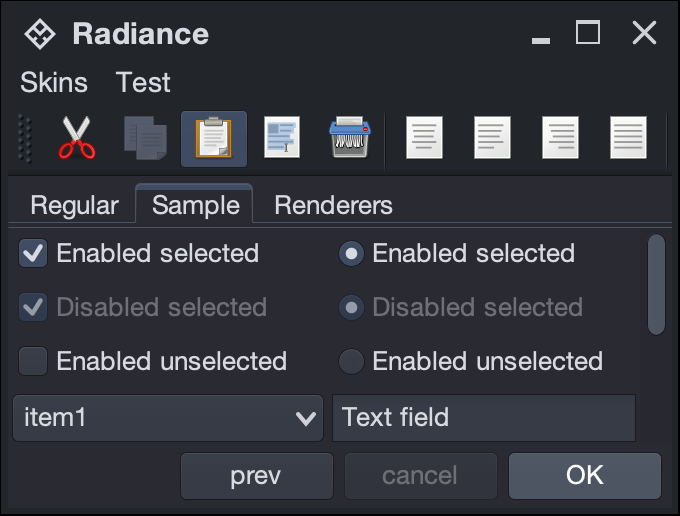 Radiance
Skins Test
Regular Sample Renderers
Enabled selected Enabled selected
Disabled selected Disabled selected
Enabled unselected Enabled unselected
item1 Text field
prev cancel OK